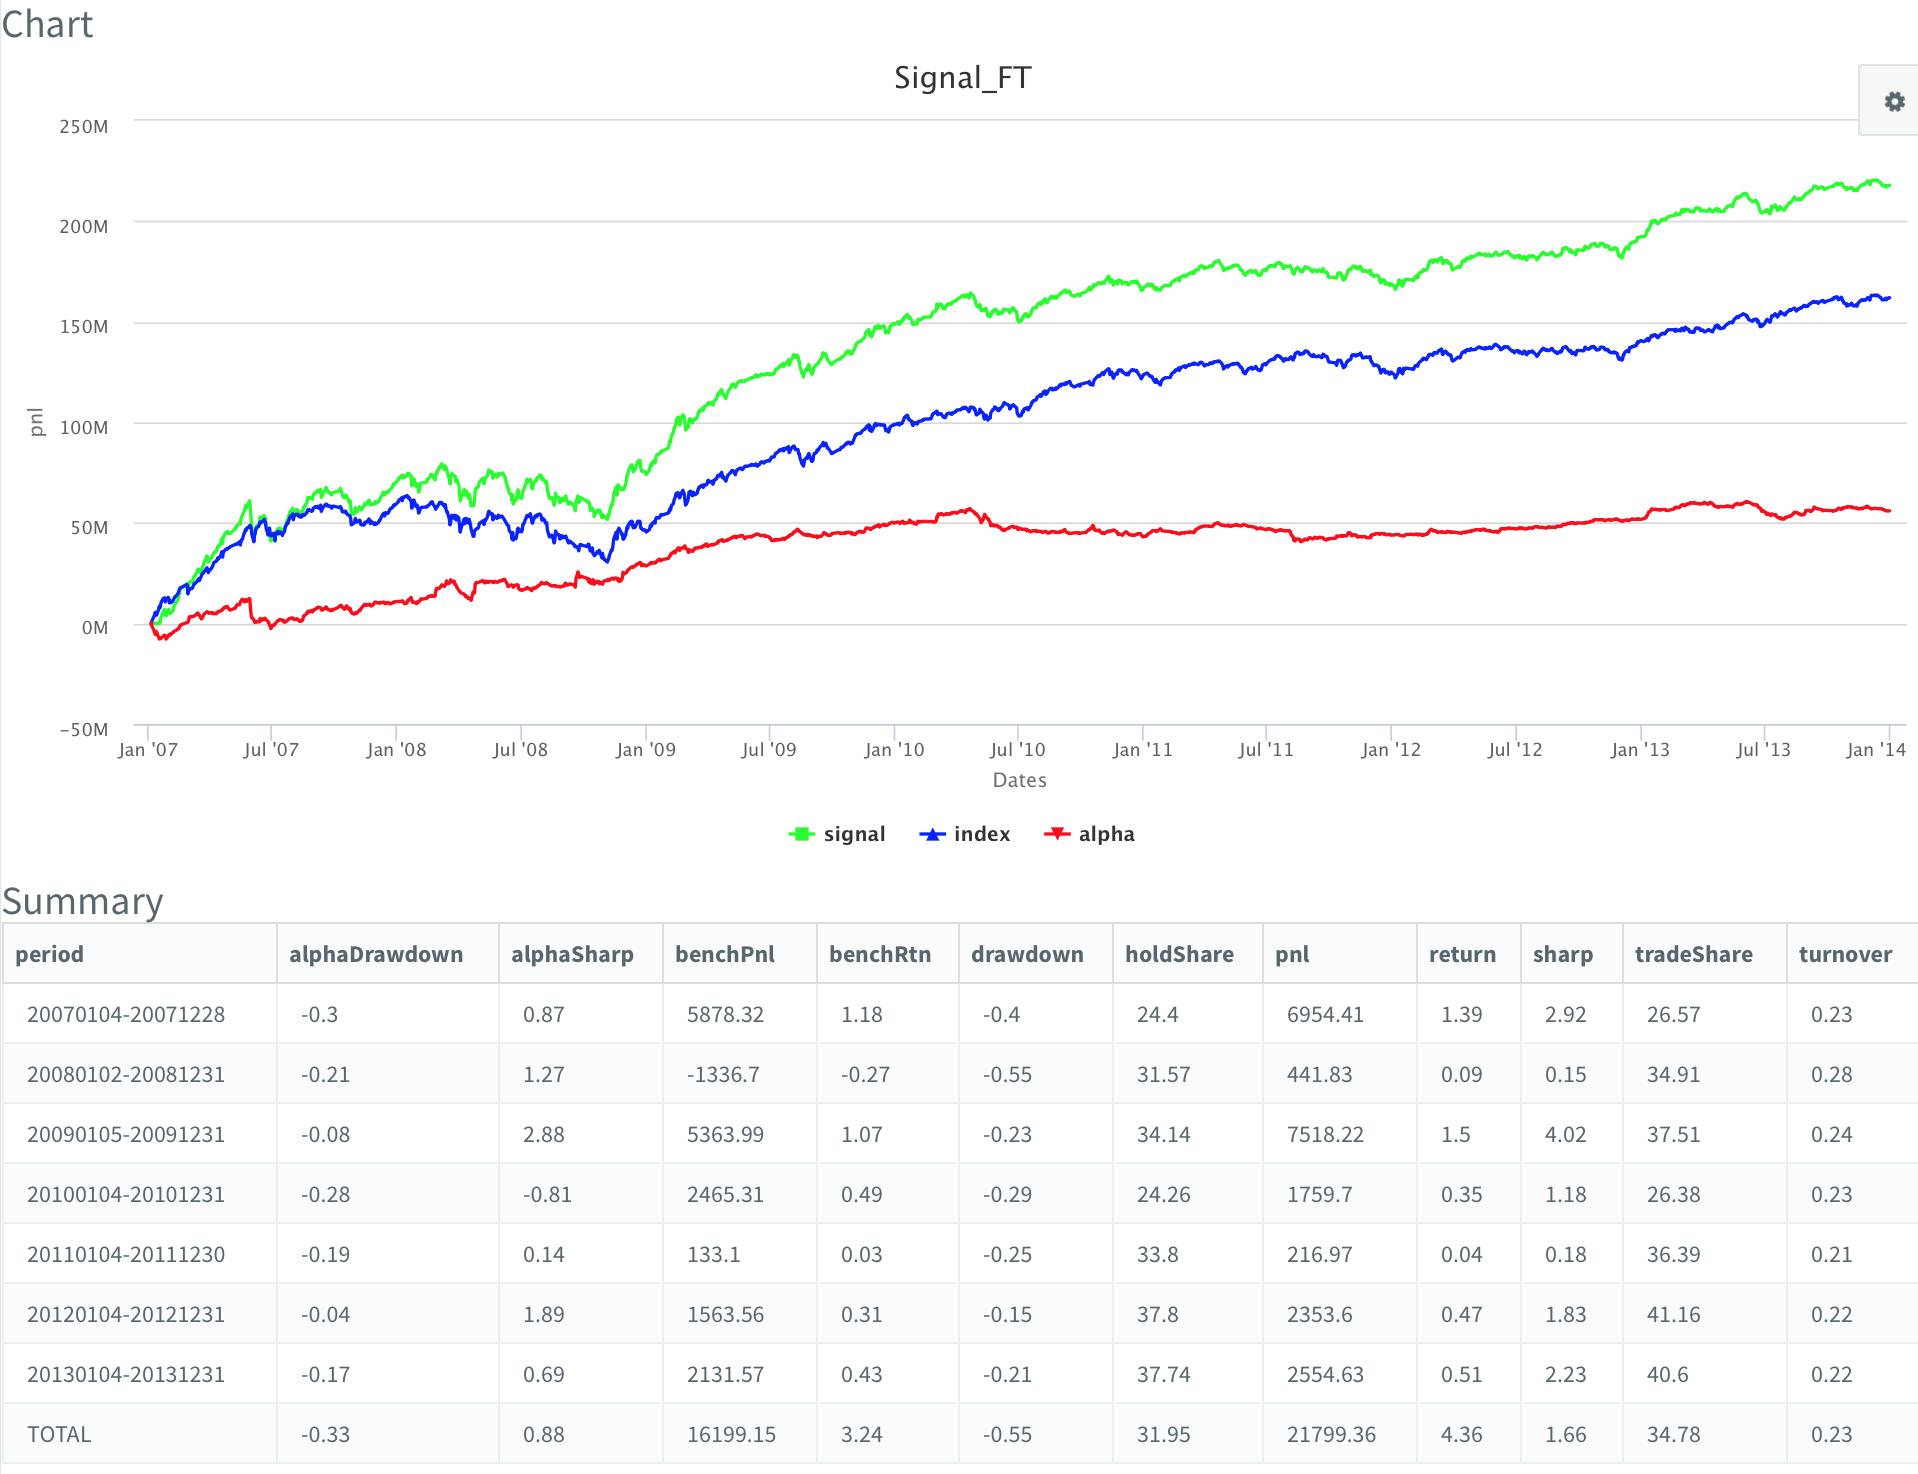 Chart
Signal_FT
250M
200M
150M
100M
50M
0M
-50M
pnl
Jan '07 Jul '07 Jan '08 Jul '08 Jan '09 Jul '09 Jan '10 Jul '10 Jan '11 Jul '11 Jan '12 Jul '12 Jan '13 Jul '13 Jan '14
Dates
signal index alpha
Summary
period alphaDrawdown alphaSharp benchPnl benchRtn drawdown holdShare pnl return sharp tradeShare turnover
20070104-20071228 -0.3 0.87 5878.32 1.18 -0.4 24.4 6954.41 1.39 2.92 26.57 0.23
20080102-20081231 -0.21 1.27 -1336.7 -0.27 -0.55 31.57 441.83 0.09 0.15 34.91 0.28
20090105-20091231 -0.08 2.88 5363.99 1.07 -0.23 34.14 7518.22 1.5 4.02 37.51 0.24
20100104-20101231 -0.28 -0.81 2465.31 0.49 -0.29 24.26 1759.7 0.35 1.18 26.38 0.23
20110104-20111230 -0.19 0.14 133.1 0.03 -0.25 33.8 216.97 0.04 0.18 36.39 0.21
20120104-20121231 -0.04 1.89 1563.56 0.31 -0.15 37.8 2353.6 0.47 1.83 41.16 0.22
20130104-20131231 -0.17 0.69 2131.57 0.43 -0.21 37.74 2554.63 0.51 2.23 40.6 0.22
TOTAL -0.33 0.88 16199.15 3.24 -0.55 31.95 21799.36 4.36 1.66 34.78 0.23